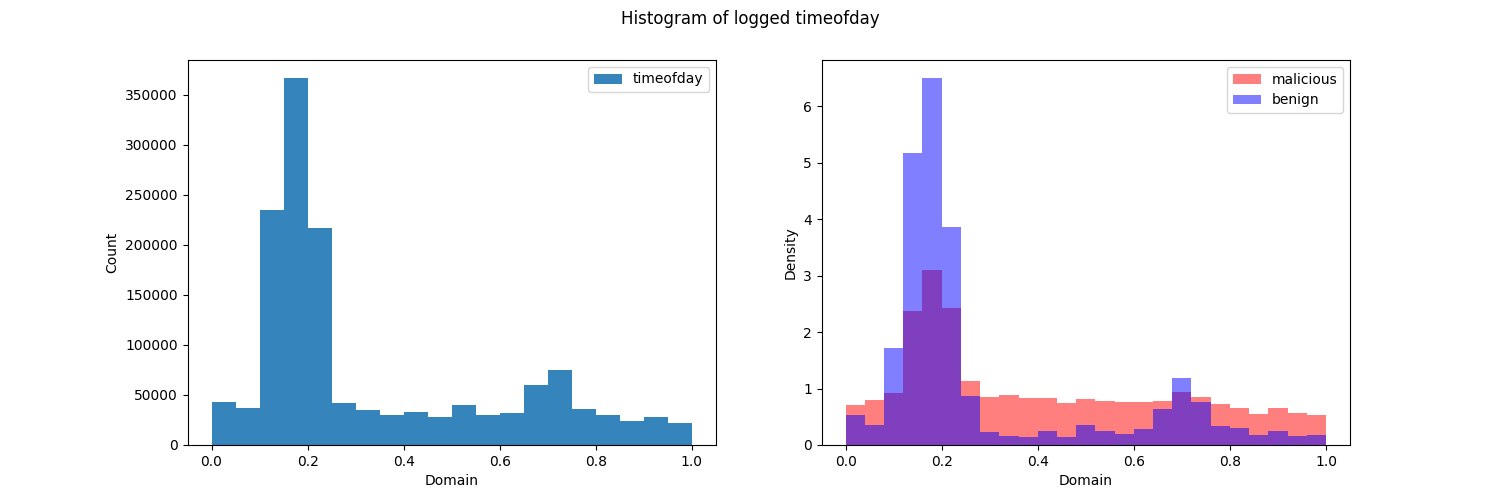 Histogram of logged timeofday
timeofday
350000
300000
250000
200000
150000
100000
50000
0
Count
0.0 0.2 0.4 0.6 0.8 1.0
Domain
malicious
benign
6
5
4
3
2
1
0
Density
0.0 0.2 0.4 0.6 0.8 1.0
Domain